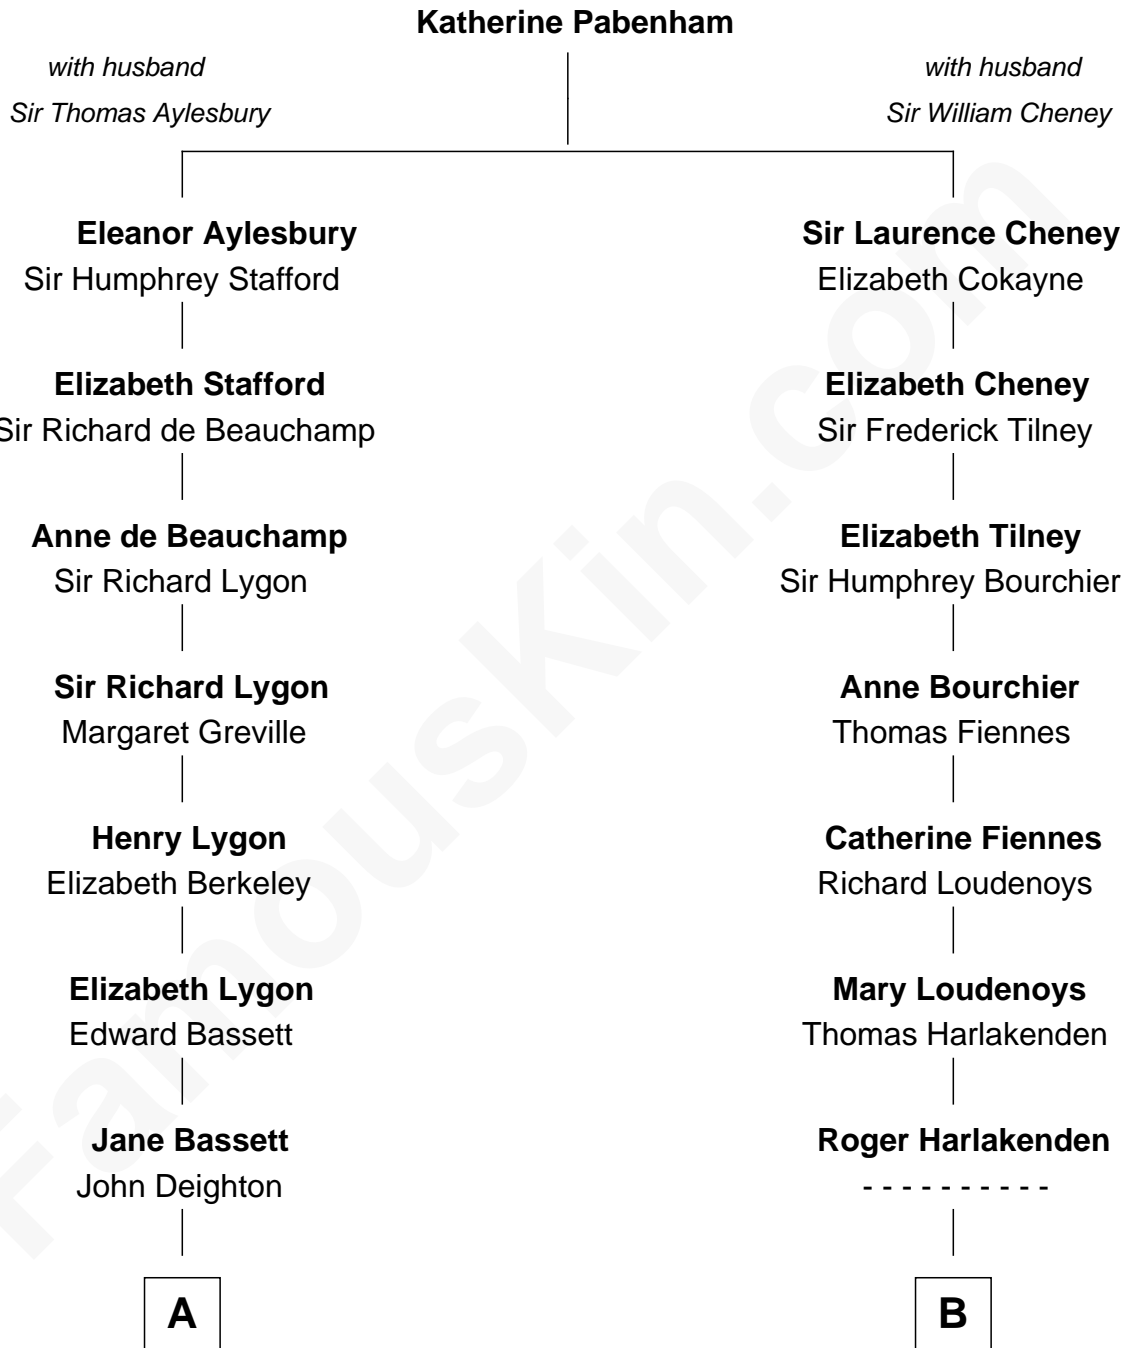 Katherine Pabenham
with husband
Sir Thomas Aylesbury
with husband
Sir William Cheney
Eleanor Aylesbury
Sir Humphrey Stafford
Sir Laurence Cheney
Elizabeth Cokayne
Elizabeth Stafford
Sir Richard de Beauchamp
Elizabeth Cheney
Sir Frederick Tilney
Anne de Beauchamp
Sir Richard Lygon
Elizabeth Tilney
Sir Humphrey Bourchier
Sir Richard Lygon
Margaret Greville
Anne Bourchier
Thomas Fiennes
Henry Lygon
Elizabeth Berkeley
Catherine Fiennes
Richard Loudenoys
Elizabeth Lygon
Edward Bassett
Mary Loudenoys
Thomas Harlakenden
Jane Bassett
John Deighton
Roger Harlakenden
- - - - - - - - - -
A
B
FamousKin.com